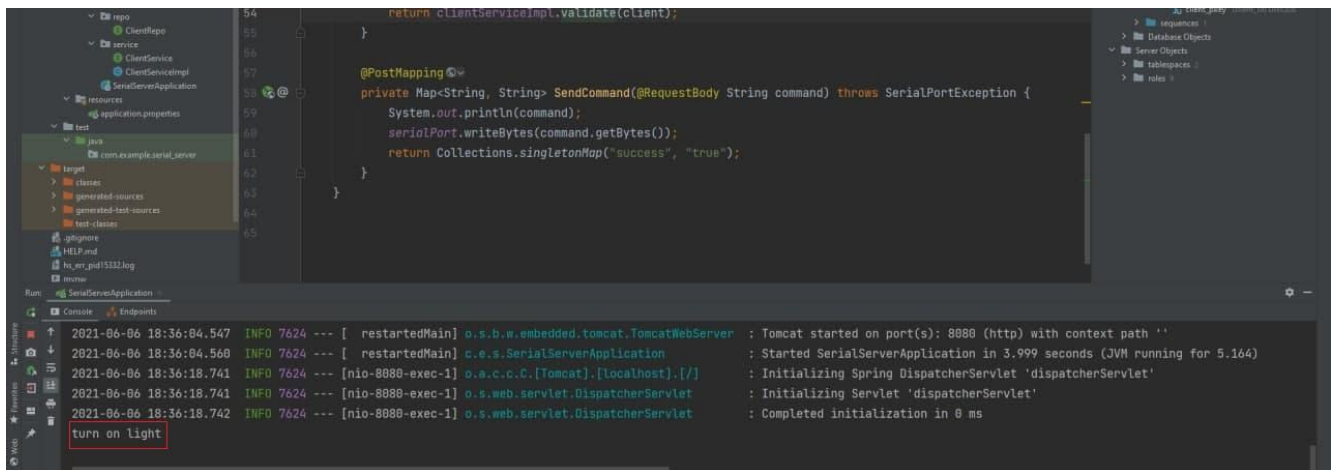 repo
ClientRepo
service
ClientService
ClientServiceImpl
SerialServerApplication
resources
application.properties
test
java
com.example.serial_server
target
classes
generated-sources
generated-test-sources
test-classes
.gitignore
HELP.md
hs_err_pid15332.log
mvnw
54 return clientServiceImpl.validate(client);
55 }
56
57 @PostMapping
58 private Map<String, String> SendCommand(@RequestBody String command) throws SerialPortException {
59 System.out.println(command);
60 serialPort.writeBytes(command.getBytes());
61 return Collections.singletonMap("success", "true");
62 }
63 }
64
65
sequences 1
Database Objects
Server Objects
tablespaces 2
roles 9
Run: SerialServerApplication
Console Endpoints
2021-06-06 18:36:04.547 INFO 7624 --- [ restartedMain] o.s.b.w.embedded.tomcat.TomcatWebServer : Tomcat started on port(s): 8080 (http) with context path ''
2021-06-06 18:36:04.560 INFO 7624 --- [ restartedMain] c.e.s.SerialServerApplication : Started SerialServerApplication in 3.999 seconds (JVM running for 5.164)
2021-06-06 18:36:18.741 INFO 7624 --- [nio-8080-exec-1] o.a.c.c.C.[Tomcat].[localhost].[/] : Initializing Spring DispatcherServlet 'dispatcherServlet'
2021-06-06 18:36:18.741 INFO 7624 --- [nio-8080-exec-1] o.s.web.servlet.DispatcherServlet : Initializing Servlet 'dispatcherServlet'
2021-06-06 18:36:18.742 INFO 7624 --- [nio-8080-exec-1] o.s.web.servlet.DispatcherServlet : Completed initialization in 0 ms
turn on light
Structure
Favorites
Web